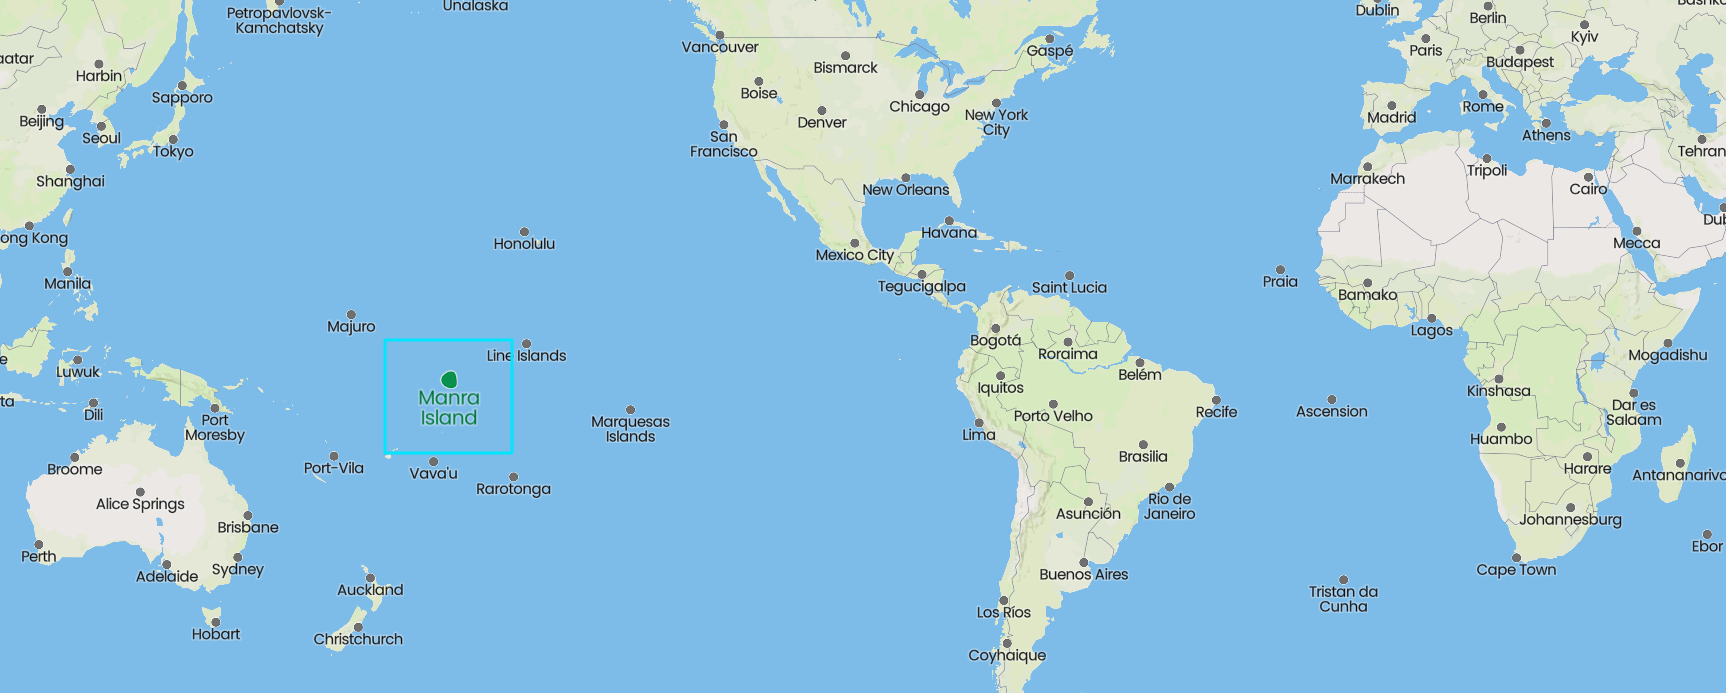 Petropavlovsk-
Kamchatsky
Unalaska
Dublin
Berlin
Vancouver
Gaspé
Paris
Kyiv
aatar
Harbin
Bismarck
Budapest
Boise
Chicago
Sapporo
Rome
Madrid
Beijing
Denver
New York
City
Seoul
San
Francisco
Athens
Tokyo
Tehran
Shanghai
New Orleans
Marrakech
Tripoli
Cairo
Dub
ong Kong
Honolulu
Havana
Mecca
Mexico City
Manila
Tegucigalpa
Saint Lucia
Praia
Bamako
Majuro
Lagos
Bogotá
Line Islands
Roraima
Mogadishu
e
Luwuk
Belém
Iquitos
Kinshasa
Manra
Island
ta
Dili
Port
Moresby
Marquesas
Islands
Porto Velho
Recife
Ascension
Dar es
Salaam
Lima
Huambo
Brasilia
Broome
Port-Vila
Vava'u
Harare
Antananarivo
Rarotonga
Alice Springs
Rio de
Janeiro
Asunción
Brisbane
Johannesburg
Perth
Ebor
Adelaide
Sydney
Cape Town
Auckland
Buenos Aires
Tristan da
Cunha
Los Ríos
Hobart
Christchurch
Coyhaique